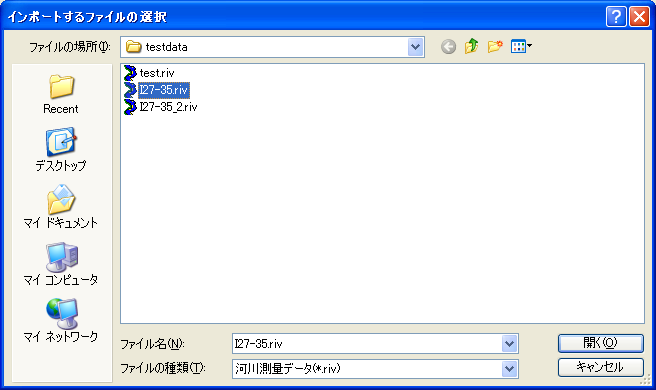 インポートするファイルの選択
ファイルの場所(I):
testdata
Recent
デスクトップ
マイ ドキュメント
マイ コンピュータ
マイ ネットワーク
test.riv
I27-35.riv
I27-35_2.riv
ファイル名(N):
I27-35.riv
開く(O)
ファイルの種類(T):
河川測量データ(*.riv)
キャンセル